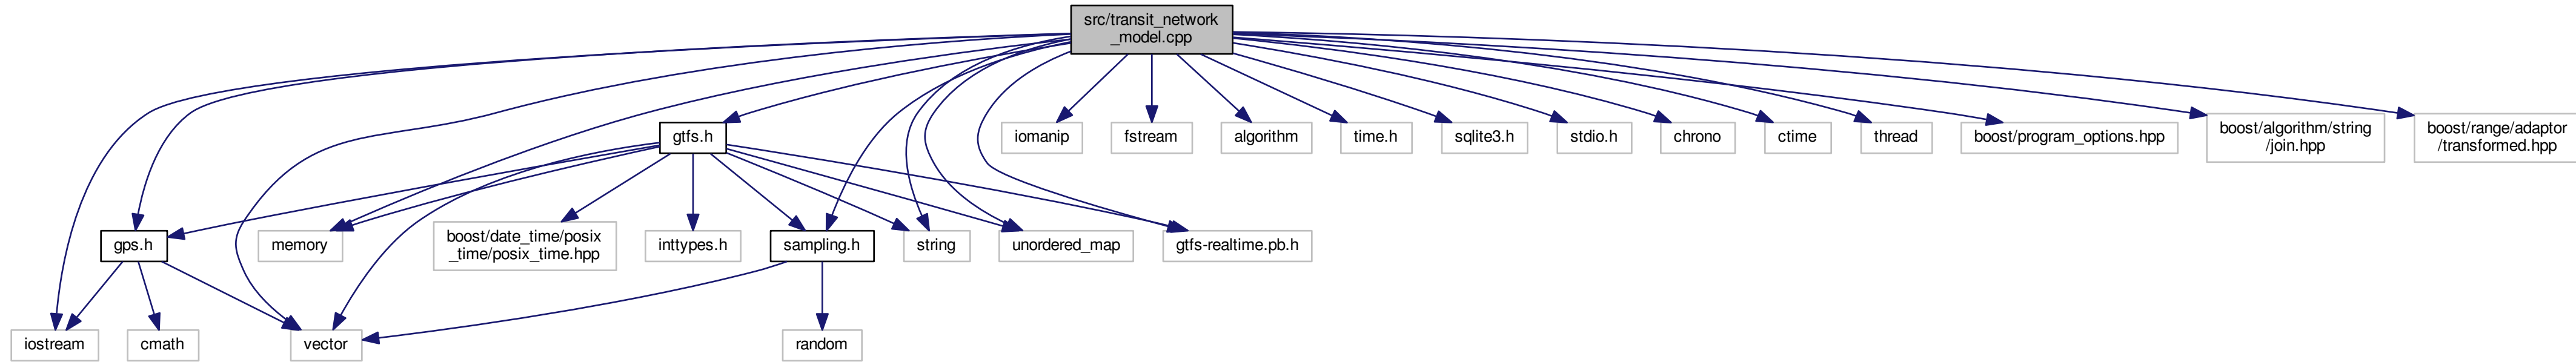 src/transit_network
_model.cpp
gtfs.h
iomanip
fstream
algorithm
time.h
sqlite3.h
stdio.h
chrono
ctime
thread
boost/program_options.hpp
boost/algorithm/string
/join.hpp
boost/range/adaptor
/transformed.hpp
gps.h
memory
boost/date_time/posix
_time/posix_time.hpp
inttypes.h
sampling.h
string
unordered_map
gtfs-realtime.pb.h
iostream
cmath
vector
random